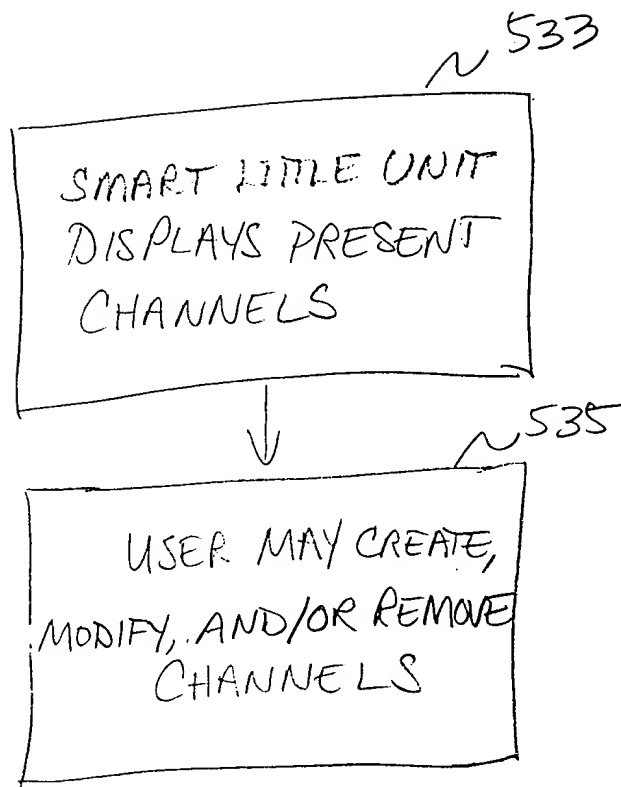 533
SMART LITTLE UNIT
DISPLAYS PRESENT
CHANNELS
535
USER MAY CREATE,
MODIFY, AND/OR REMOVE
CHANNELS